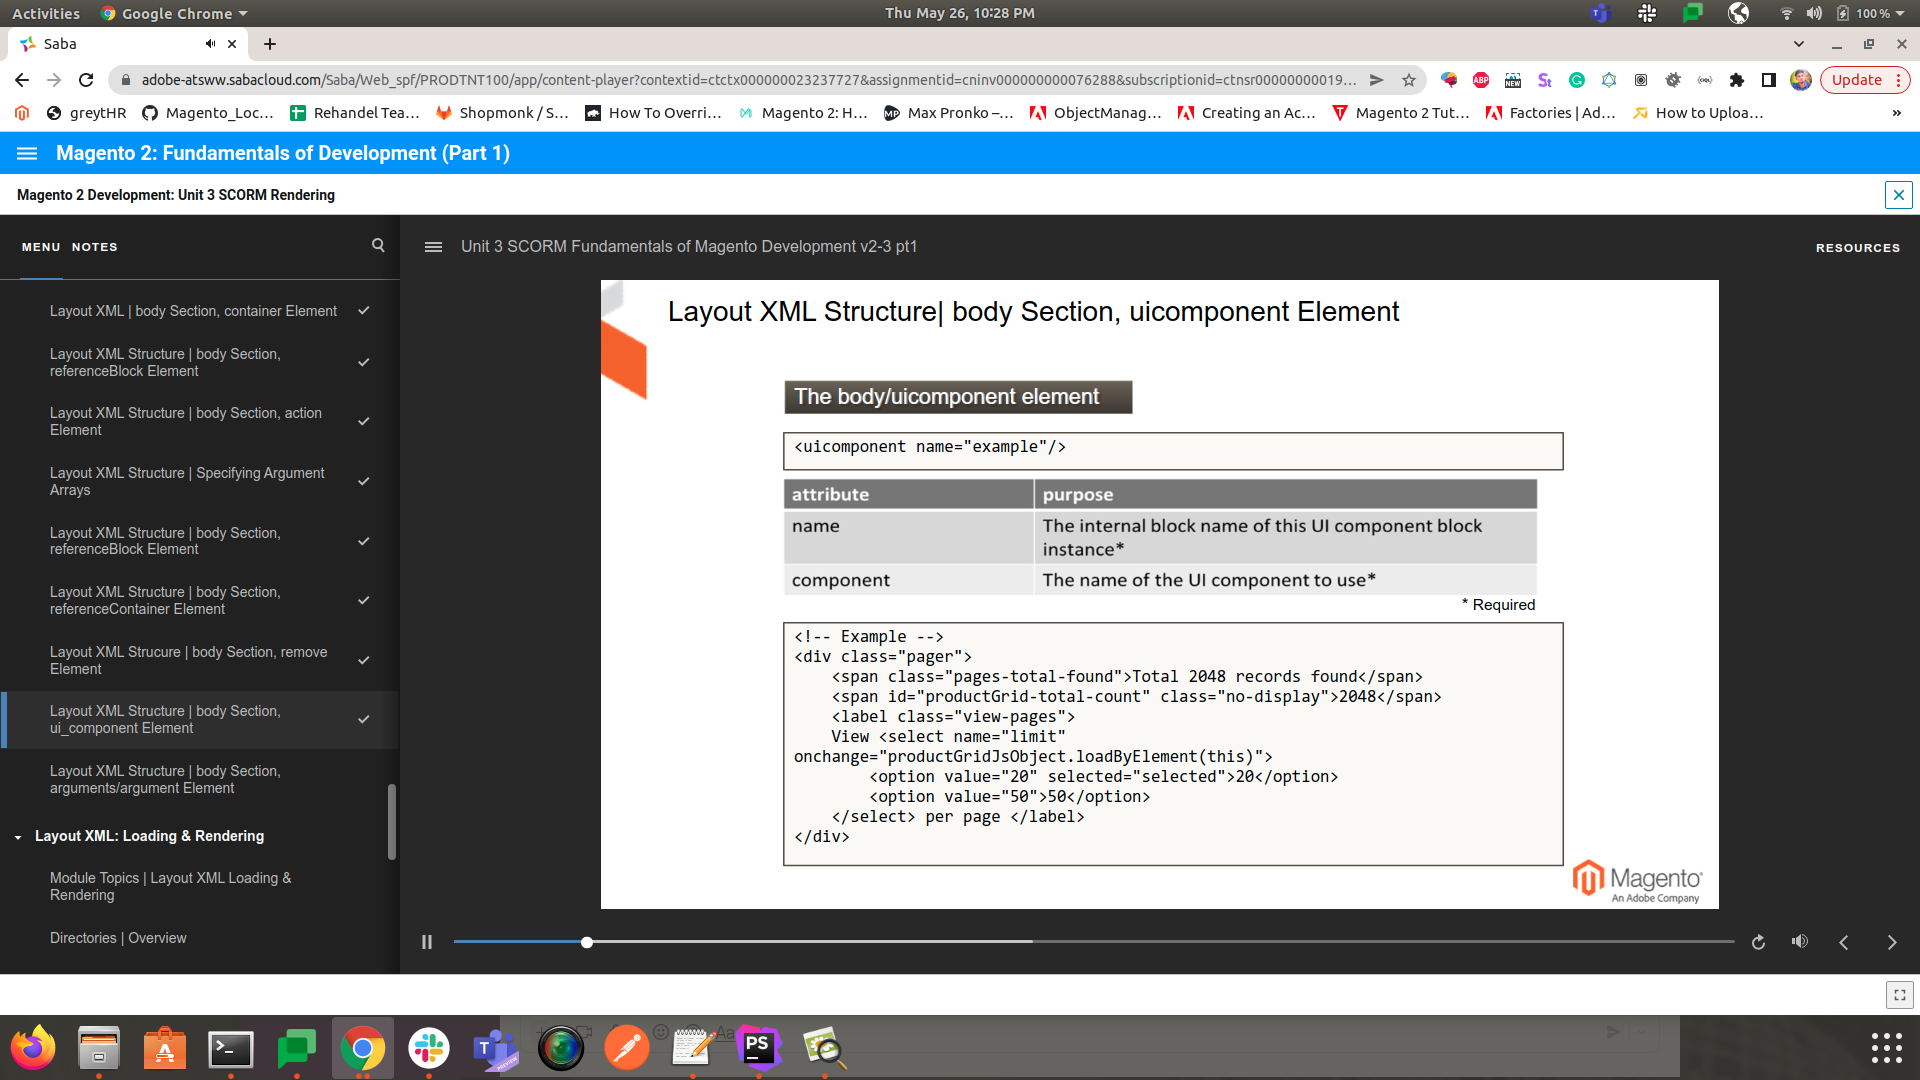 Activities
Google Chrome
Thu May 26, 10:28 PM
100 %
Saba
adobe-atsww.sabacloud.com/Saba/Web_spf/PRODTNT100/app/content-player?contextid=ctctx000000023237727&assignmentid=cninv000000000076288&subscriptionid=ctnsr00000000019…
Update
greytHR
Magento_Loc…
Rehandel Tea…
Shopmonk / S…
How To Overri…
Magento 2: H…
Max Pronko –…
ObjectManag…
Creating an Ac…
Magento 2 Tut…
Factories | Ad…
How to Uploa…
»
Magento 2: Fundamentals of Development (Part 1)
Magento 2 Development: Unit 3 SCORM Rendering
MENU NOTES
Unit 3 SCORM Fundamentals of Magento Development v2-3 pt1
RESOURCES
Layout XML | body Section, container Element
Layout XML Structure | body Section,
referenceBlock Element
Layout XML Structure | body Section, action
Element
Layout XML Structure | Specifying Argument
Arrays
Layout XML Structure | body Section,
referenceBlock Element
Layout XML Structure | body Section,
referenceContainer Element
Layout XML Strucure | body Section, remove
Element
Layout XML Structure | body Section,
ui_component Element
Layout XML Structure | body Section,
arguments/argument Element
Layout XML: Loading & Rendering
Module Topics | Layout XML Loading &
Rendering
Directories | Overview
Layout XML Structure| body Section, uicomponent Element
The body/uicomponent element
<uicomponent name="example"/>
attribute purpose
name The internal block name of this UI component block
instance*
component The name of the UI component to use*
* Required
<!-- Example -->
<div class="pager">
<span class="pages-total-found">Total 2048 records found</span>
<span id="productGrid-total-count" class="no-display">2048</span>
<label class="view-pages">
View <select name="limit"
onchange="productGridJsObject.loadByElement(this)">
<option value="20" selected="selected">20</option>
<option value="50">50</option>
</select> per page </label>
</div>
Magento
An Adobe Company